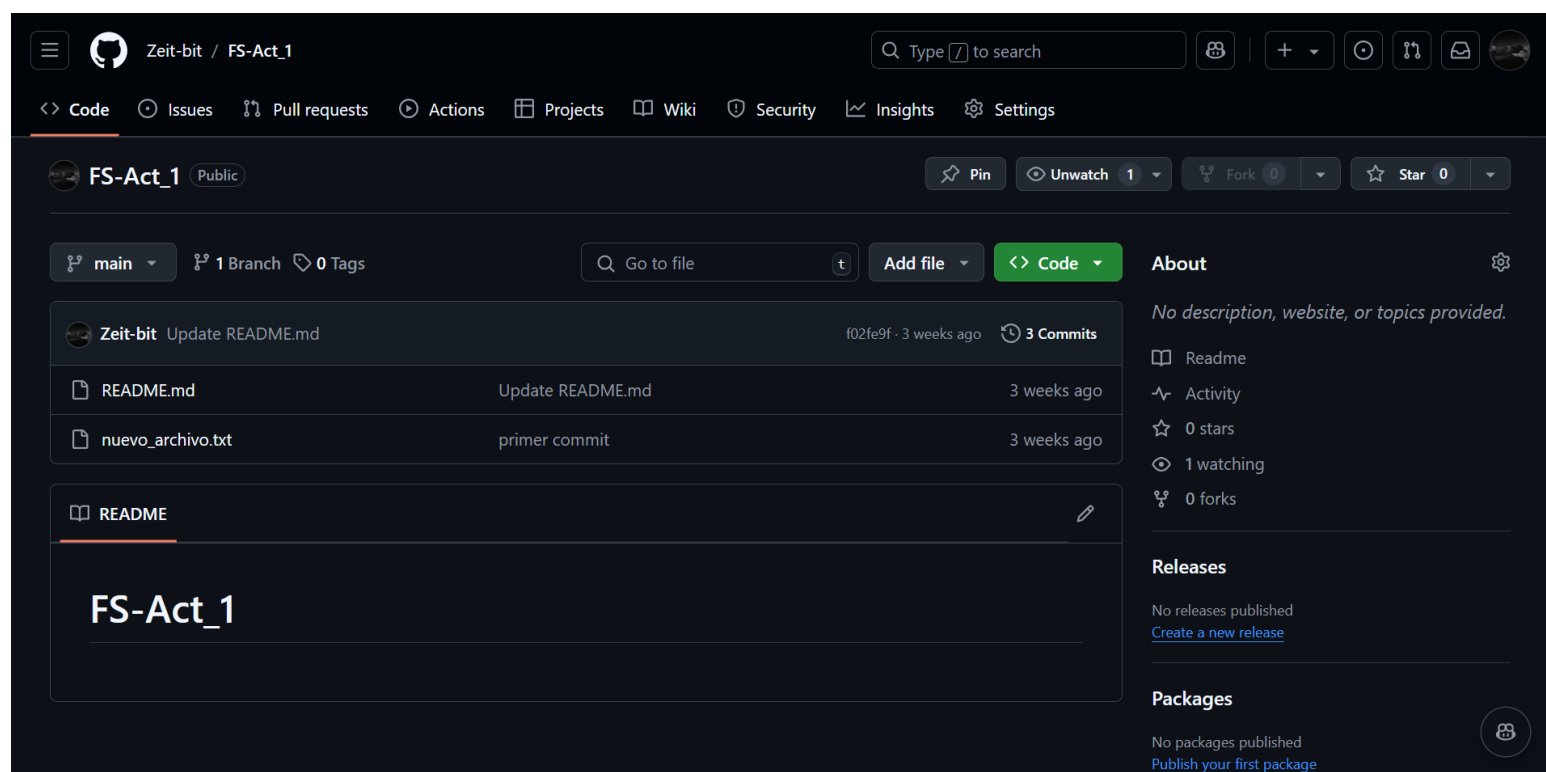 Zeit-bit / FS-Act_1 Type / to search
Code Issues Pull requests Actions Projects Wiki Security Insights Settings
FS-Act_1 Public Pin Unwatch 1 Fork 0 Star 0
main 1 Branch 0 Tags Go to file t Add file Code
Zeit-bit Update README.md f02fe9f · 3 weeks ago 3 Commits
README.md Update README.md 3 weeks ago
nuevo_archivo.txt primer commit 3 weeks ago
README
FS-Act_1
About
No description, website, or topics provided.
Readme
Activity
0 stars
1 watching
0 forks
Releases
No releases published
Create a new release
Packages
No packages published
Publish your first package